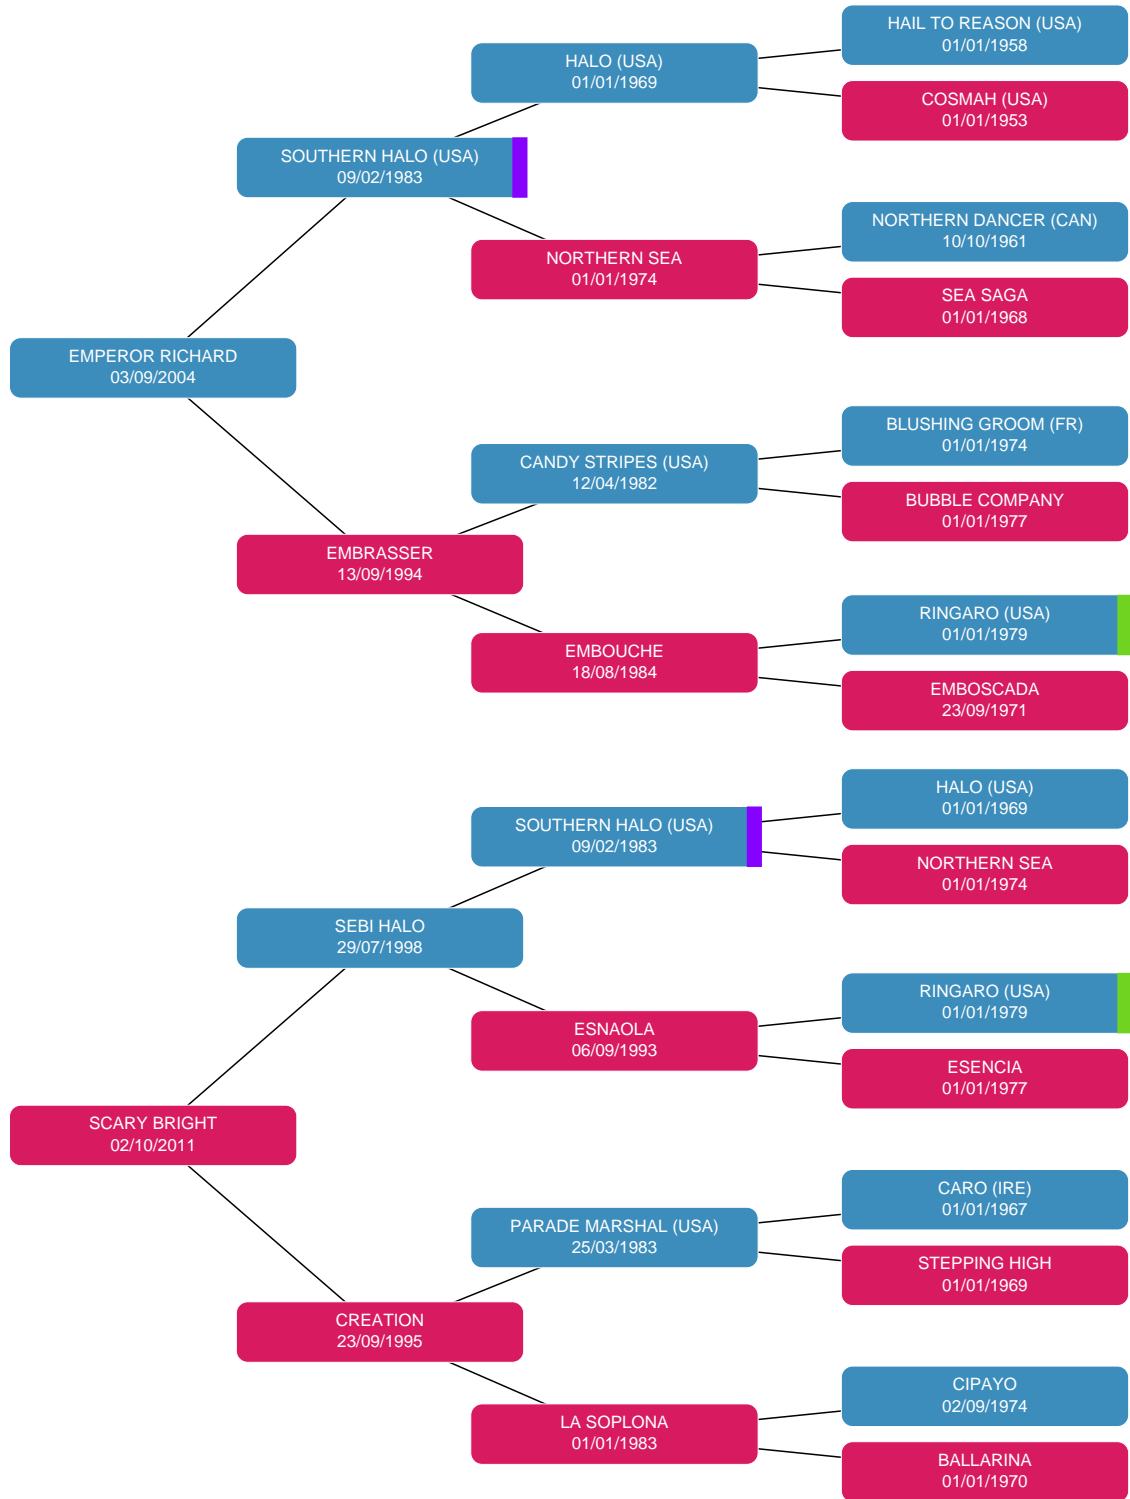 HAIL TO REASON (USA)
01/01/1958
HALO (USA)
01/01/1969
COSMAH (USA)
01/01/1953
SOUTHERN HALO (USA)
09/02/1983
NORTHERN DANCER (CAN)
10/10/1961
NORTHERN SEA
01/01/1974
SEA SAGA
01/01/1968
EMPEROR RICHARD
03/09/2004
BLUSHING GROOM (FR)
01/01/1974
CANDY STRIPES (USA)
12/04/1982
BUBBLE COMPANY
01/01/1977
EMBRASSER
13/09/1994
RINGARO (USA)
01/01/1979
EMBOUCHE
18/08/1984
EMBOSCADA
23/09/1971
HALO (USA)
01/01/1969
SOUTHERN HALO (USA)
09/02/1983
NORTHERN SEA
01/01/1974
SEBI HALO
29/07/1998
RINGARO (USA)
01/01/1979
ESNAOLA
06/09/1993
ESENCIA
01/01/1977
SCARY BRIGHT
02/10/2011
CARO (IRE)
01/01/1967
PARADE MARSHAL (USA)
25/03/1983
STEPPING HIGH
01/01/1969
CREATION
23/09/1995
CIPAYO
02/09/1974
LA SOPLONA
01/01/1983
BALLARINA
01/01/1970